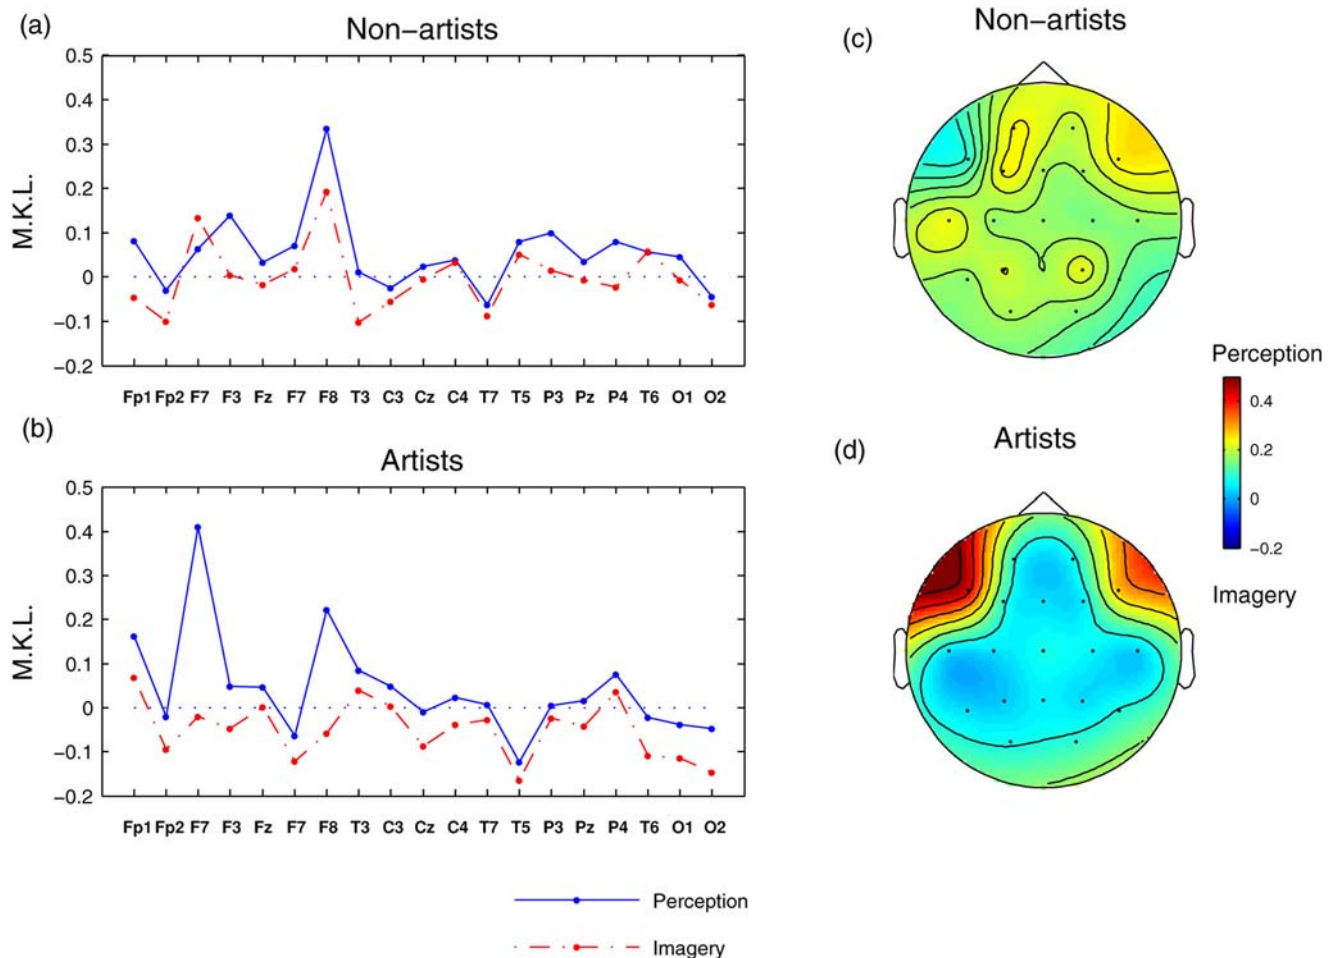 (a)
Non-artists
0.5
0.4
0.3
0.2
0.1
0
-0.1
-0.2
M.K.L.
Fp1 Fp2 F7 F3 Fz F7 F8 T3 C3 Cz C4 T7 T5 P3 Pz P4 T6 O1 O2
(b)
Artists
0.5
0.4
0.3
0.2
0.1
0
-0.1
-0.2
M.K.L.
Fp1 Fp2 F7 F3 Fz F7 F8 T3 C3 Cz C4 T7 T5 P3 Pz P4 T6 O1 O2
Perception
Imagery
(c)
Non-artists
Perception
0.4
0.2
0
-0.2
Imagery
(d)
Artists